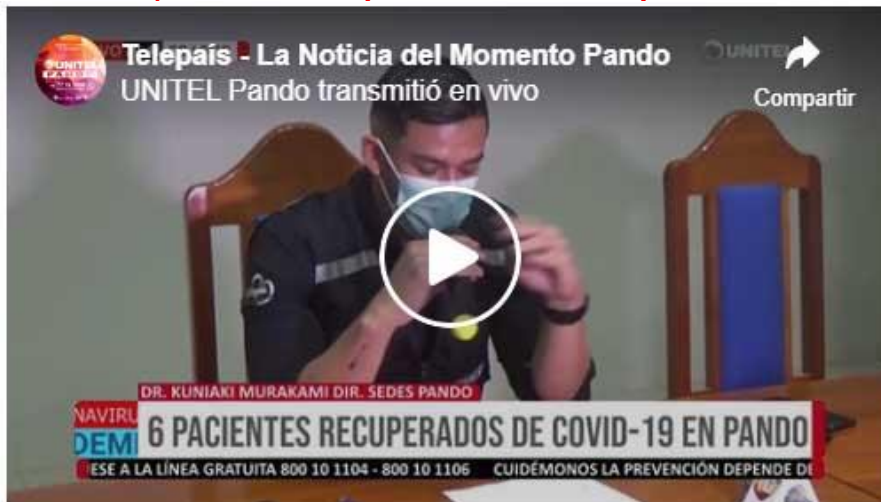 Telepaís - La Noticia del Momento Pando
UNITEL Pando transmitió en vivo
Compartir
DR. KUNIAKI MURAKAMI DIR. SEDES PANDO
NAVIRU
DEMI
6 PACIENTES RECUPERADOS DE COVID-19 EN PANDO
ESE A LA LÍNEA GRATUITA 800 10 1104 - 800 10 1106 CUIDÉMONOS LA PREVENCIÓN DEPENDE DE